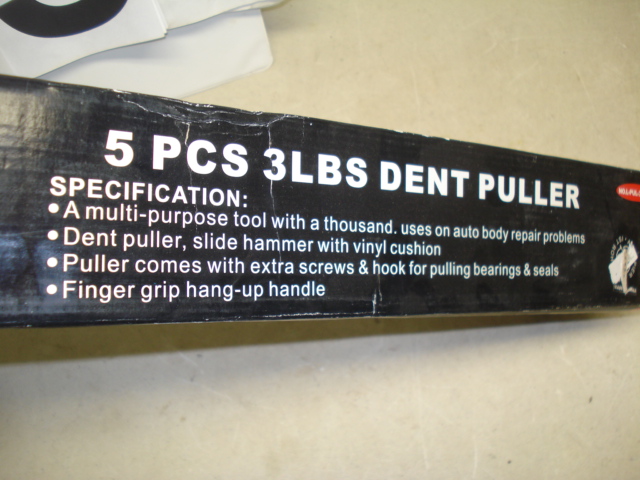 5 PCS 3LBS DENT PULLER
SPECIFICATION:
•A multi-purpose tool with a thousand. uses on auto body repair problems
•Dent puller, slide hammer with vinyl cushion
•Puller comes with extra screws & hook for pulling bearings & seals
•Finger grip hang-up handle